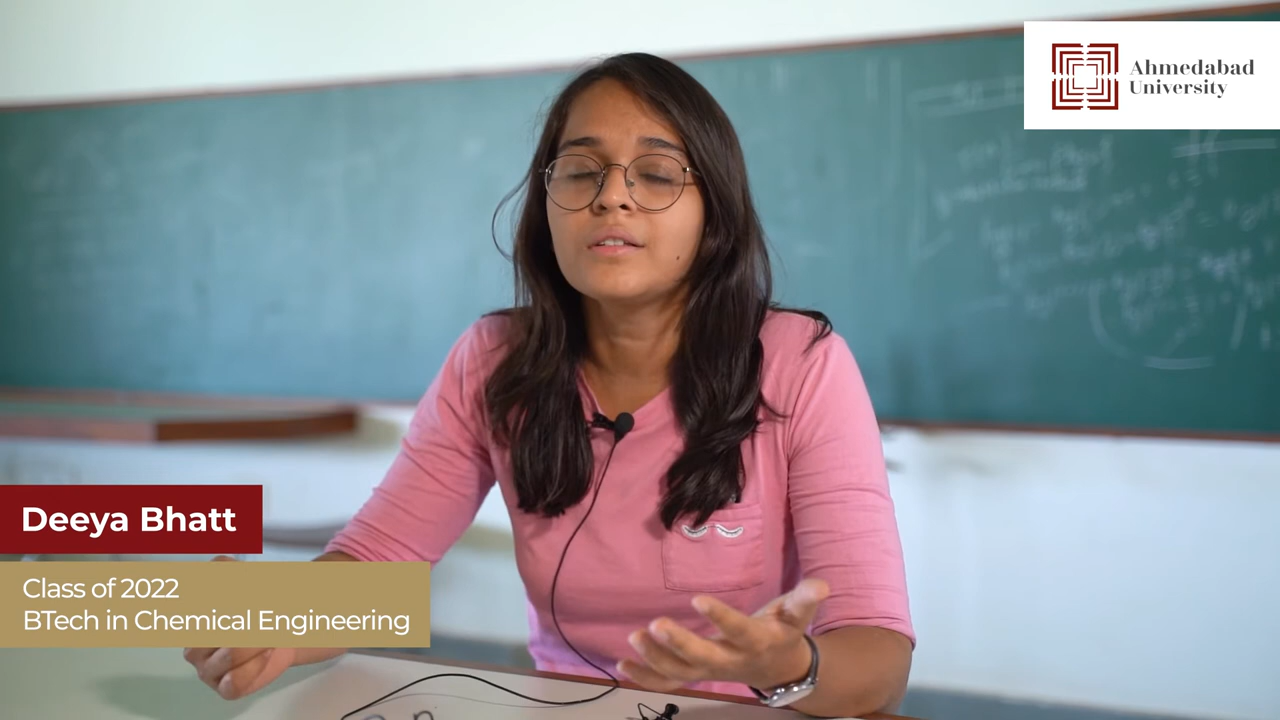 Ahmedabad
University
Deeya Bhatt
Class of 2022
BTech in Chemical Engineering